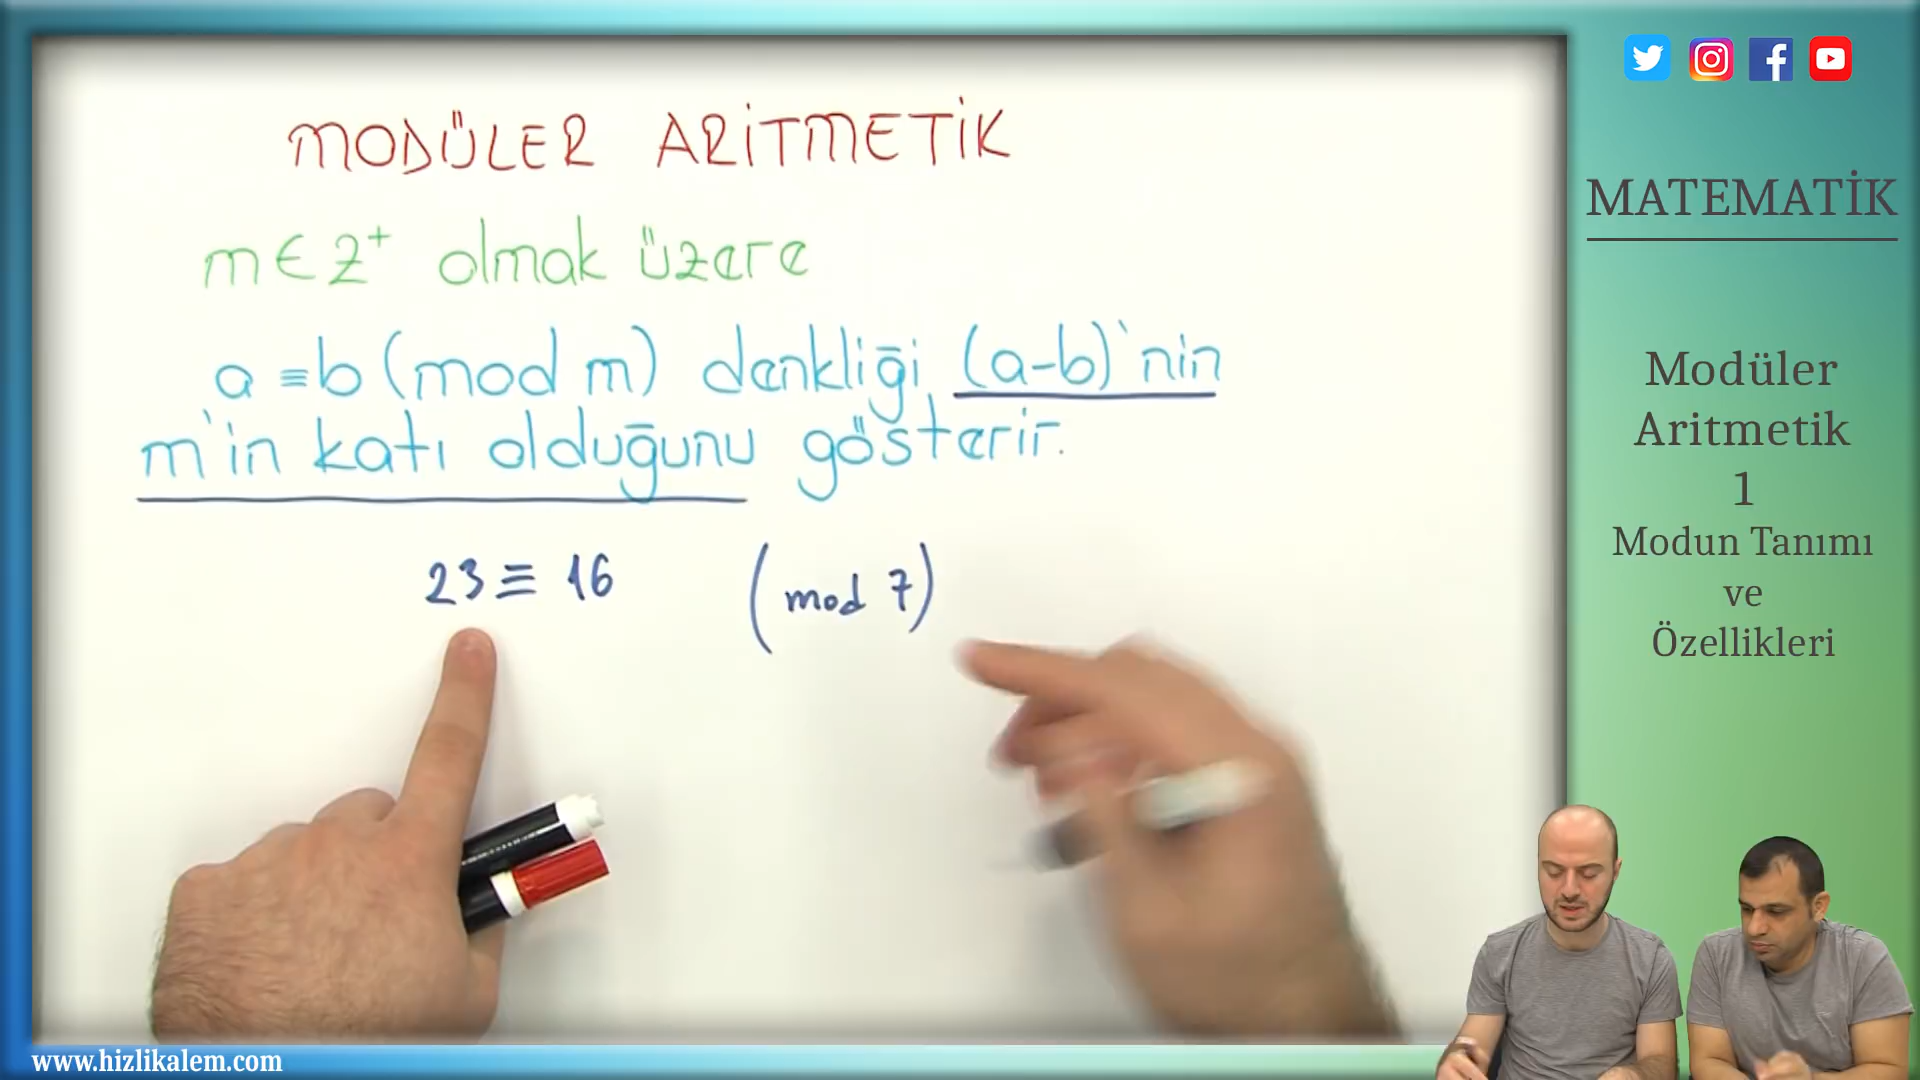 MODÜLER ARİTMETİK
m∈Z⁺ olmak üzere
a ≡ b (mod m) denkliği (a-b)'nin
m'in katı olduğunu gösterir.
23 ≡ 16 (mod 7)
MATEMATİK
Modüler
Aritmetik
1
Modun Tanımı
ve
Özellikleri
www.hizlikalem.com